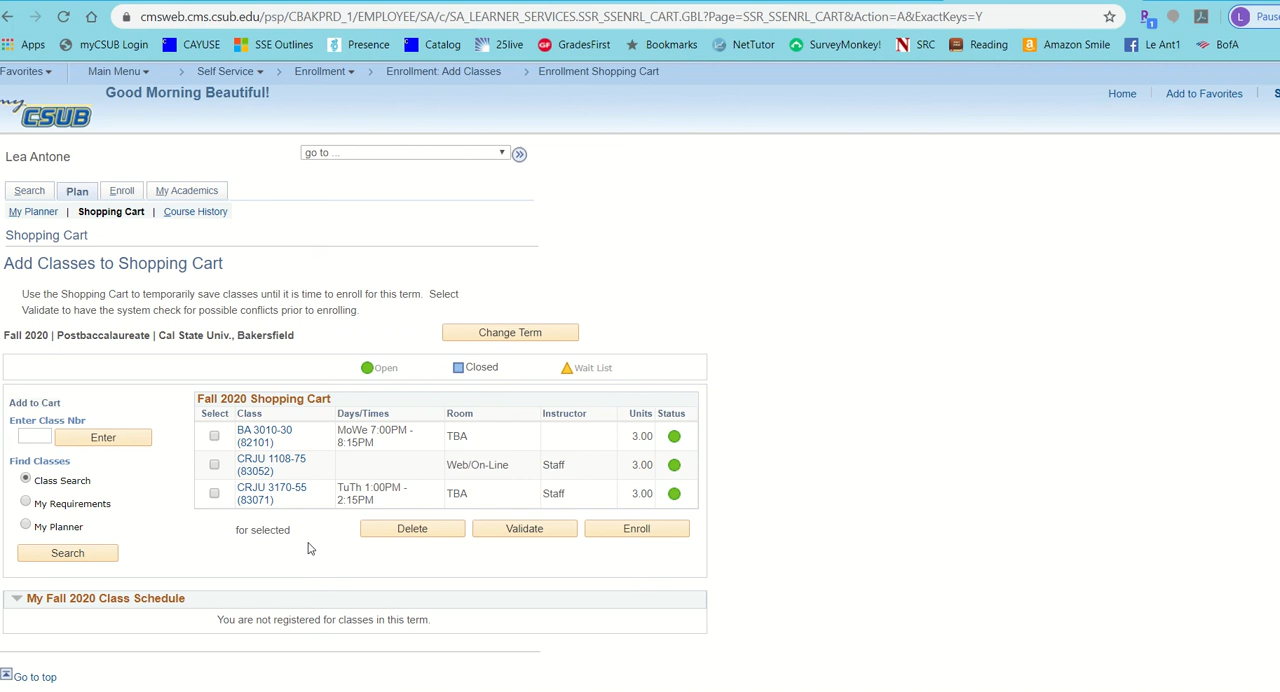 cmsweb.cms.csub.edu/psp/CBAKPRD_1/EMPLOYEE/SA/c/SA_LEARNER_SERVICES.SSR_SSENRL_CART.GBL?Page=SSR_SSENRL_CART&Action=A&ExactKeys=Y 1 L Pause
Apps myCSUB Login CAYUSE SSE Outlines Presence Catalog 25live GF GradesFirst Bookmarks NetTutor SurveyMonkey! N SRC Reading a Amazon Smile f Le Ant1 BofA
Favorites Main Menu > Self Service > Enrollment > Enrollment: Add Classes > Enrollment Shopping Cart
Good Morning Beautiful!
Home Add to Favorites S
my CSUB
Lea Antone go to ...
Search Plan Enroll My Academics
My Planner | Shopping Cart | Course History
Shopping Cart
Add Classes to Shopping Cart
Use the Shopping Cart to temporarily save classes until it is time to enroll for this term. Select
Validate to have the system check for possible conflicts prior to enrolling.
Fall 2020 | Postbaccalaureate | Cal State Univ., Bakersfield Change Term
Open Closed Wait List
Add to Cart
Enter Class Nbr
Enter
Find Classes
Class Search
My Requirements
My Planner
Search
Fall 2020 Shopping Cart
Select Class Days/Times Room Instructor Units Status
BA 3010-30 (82101) MoWe 7:00PM - 8:15PM TBA 3.00
CRJU 1108-75 (83052) Web/On-Line Staff 3.00
CRJU 3170-55 (83071) TuTh 1:00PM - 2:15PM TBA Staff 3.00
for selected Delete Validate Enroll
My Fall 2020 Class Schedule
You are not registered for classes in this term.
Go to top